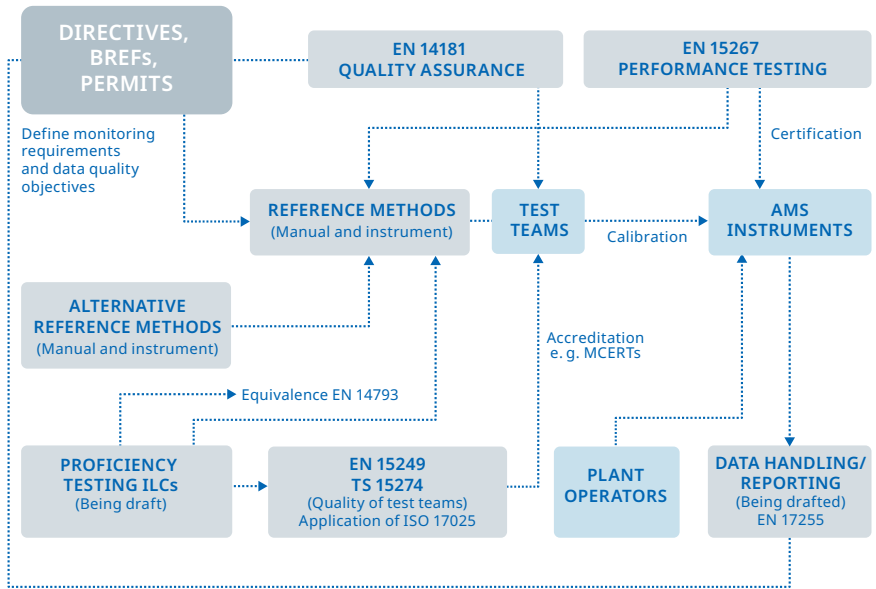 DIRECTIVES,
BREFs,
PERMITS
EN 14181
QUALITY ASSURANCE
EN 15267
PERFORMANCE TESTING
Define monitoring
requirements
and data quality
objectives
Certification
REFERENCE METHODS
(Manual and instrument)
TEST
TEAMS
Calibration
AMS
INSTRUMENTS
ALTERNATIVE
REFERENCE METHODS
(Manual and instrument)
Accreditation
e. g. MCERTs
Equivalence EN 14793
PROFICIENCY
TESTING ILCs
(Being draft)
EN 15249
TS 15274
(Quality of test teams)
Application of ISO 17025
PLANT
OPERATORS
DATA HANDLING/
REPORTING
(Being drafted)
EN 17255